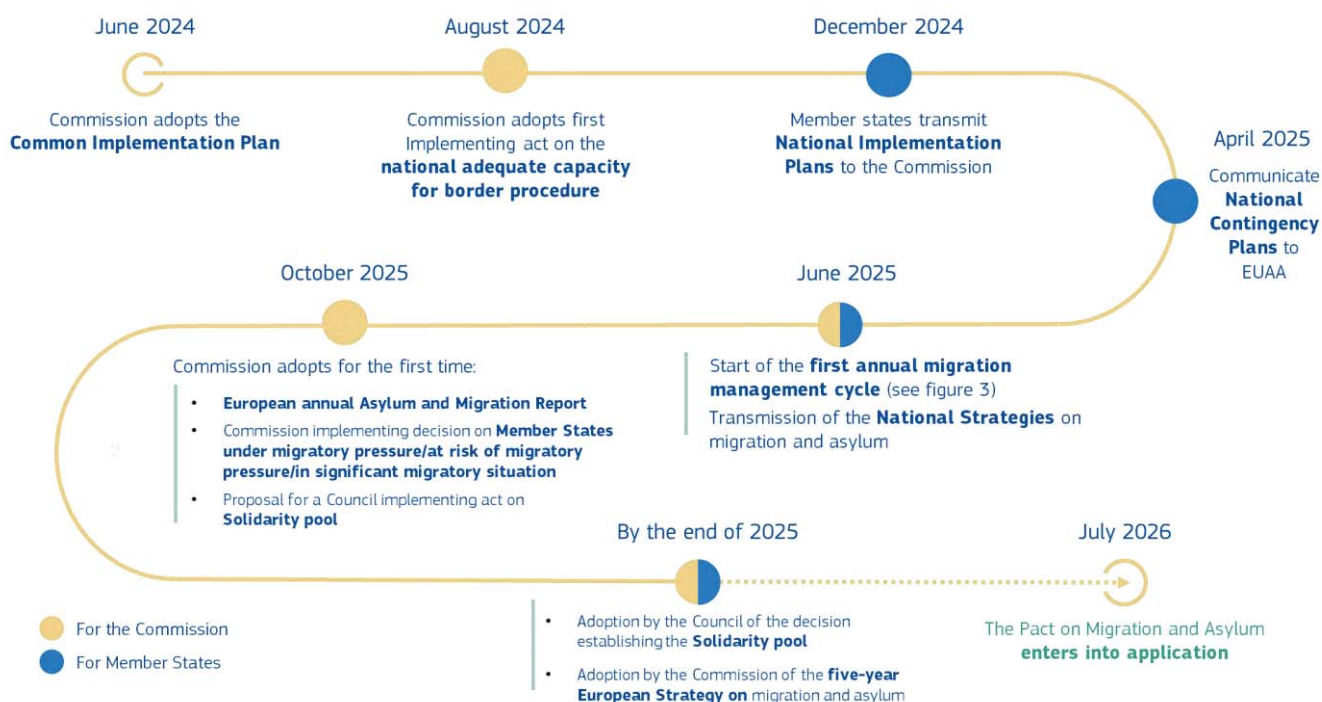 June 2024
Commission adopts the
Common Implementation Plan
August 2024
Commission adopts first
Implementing act on the
national adequate capacity
for border procedure
December 2024
Member states transmit
National Implementation
Plans to the Commission
April 2025
Communicate
National
Contingency
Plans to
EUAA
June 2025
Start of the first annual migration
management cycle (see figure 3)
Transmission of the National Strategies on
migration and asylum
October 2025
Commission adopts for the first time:
• European annual Asylum and Migration Report
• Commission implementing decision on Member States
under migratory pressure/at risk of migratory
pressure/in significant migratory situation
• Proposal for a Council implementing act on
Solidarity pool
2
By the end of 2025
• Adoption by the Council of the decision
establishing the Solidarity pool
• Adoption by the Commission of the five-year
European Strategy on migration and asylum
July 2026
The Pact on Migration and Asylum
enters into application
For the Commission
For Member States